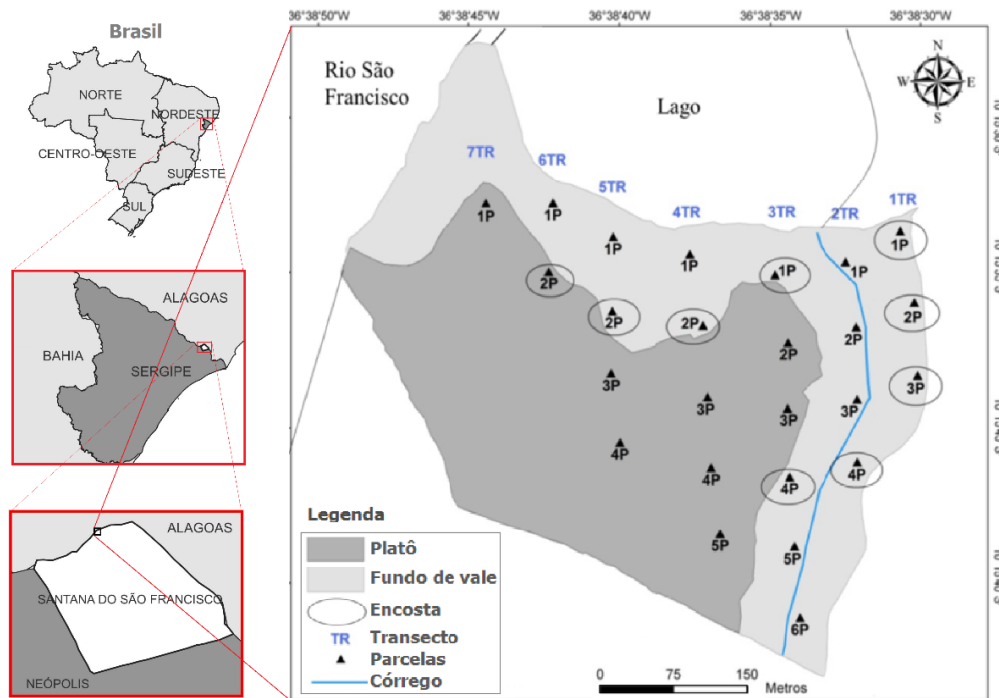 Brasil
NORTE
NORDESTE
CENTRO-OESTE
SUDESTE
SUL
ALAGOAS
BAHIA
SERGIPE
ALAGOAS
SANTANA DO SÃO FRANCISCO
NEÓPOLIS
36°38'50"W 36°38'45"W 36°38'40"W 36°38'35"W 36°38'30"W
Rio São
Francisco
Lago
N
W E
S
7TR
6TR
5TR
4TR
3TR
2TR
1TR
1P
1P
1P
1P
1P
1P
1P
2P
2P
2P
2P
2P
2P
3P
3P
3P
3P
3P
4P
4P
4P
4P
5P
5P
6P
Legenda
Platô
Fundo de vale
Encosta
TR Transecto
Parcelas
Córrego
0 75 150
Metros